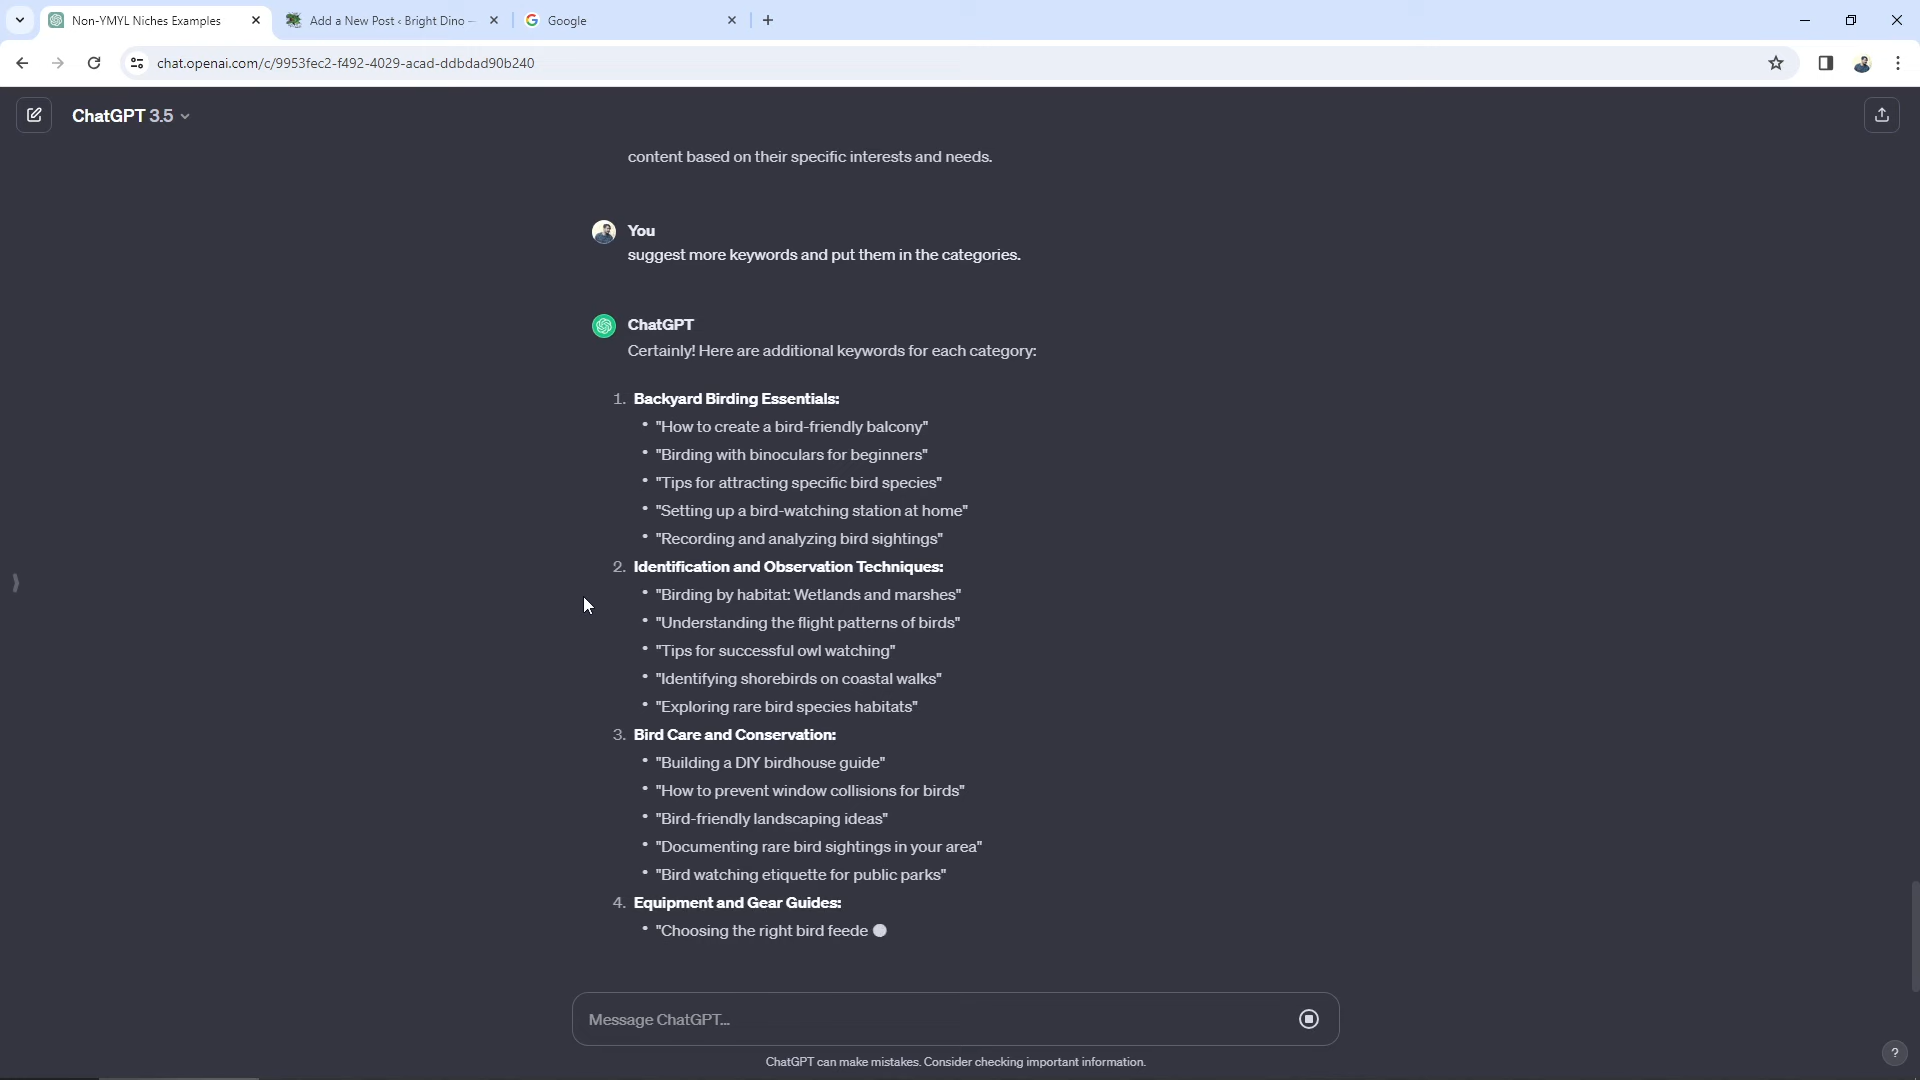 Non-YMYL Niches Examples
Add a New Post ‹ Bright Dino —
Google
chat.openai.com/c/9953fec2-f492-4029-acad-ddbdad90b240
ChatGPT 3.5
content based on their specific interests and needs.
You
suggest more keywords and put them in the categories.
ChatGPT
Certainly! Here are additional keywords for each category:
1. Backyard Birding Essentials:
• "How to create a bird-friendly balcony"
• "Birding with binoculars for beginners"
• "Tips for attracting specific bird species"
• "Setting up a bird-watching station at home"
• "Recording and analyzing bird sightings"
2. Identification and Observation Techniques:
• "Birding by habitat: Wetlands and marshes"
• "Understanding the flight patterns of birds"
• "Tips for successful owl watching"
• "Identifying shorebirds on coastal walks"
• "Exploring rare bird species habitats"
3. Bird Care and Conservation:
• "Building a DIY birdhouse guide"
• "How to prevent window collisions for birds"
• "Bird-friendly landscaping ideas"
• "Documenting rare bird sightings in your area"
• "Bird watching etiquette for public parks"
4. Equipment and Gear Guides:
• "Choosing the right bird feede
Message ChatGPT...
ChatGPT can make mistakes. Consider checking important information.
?